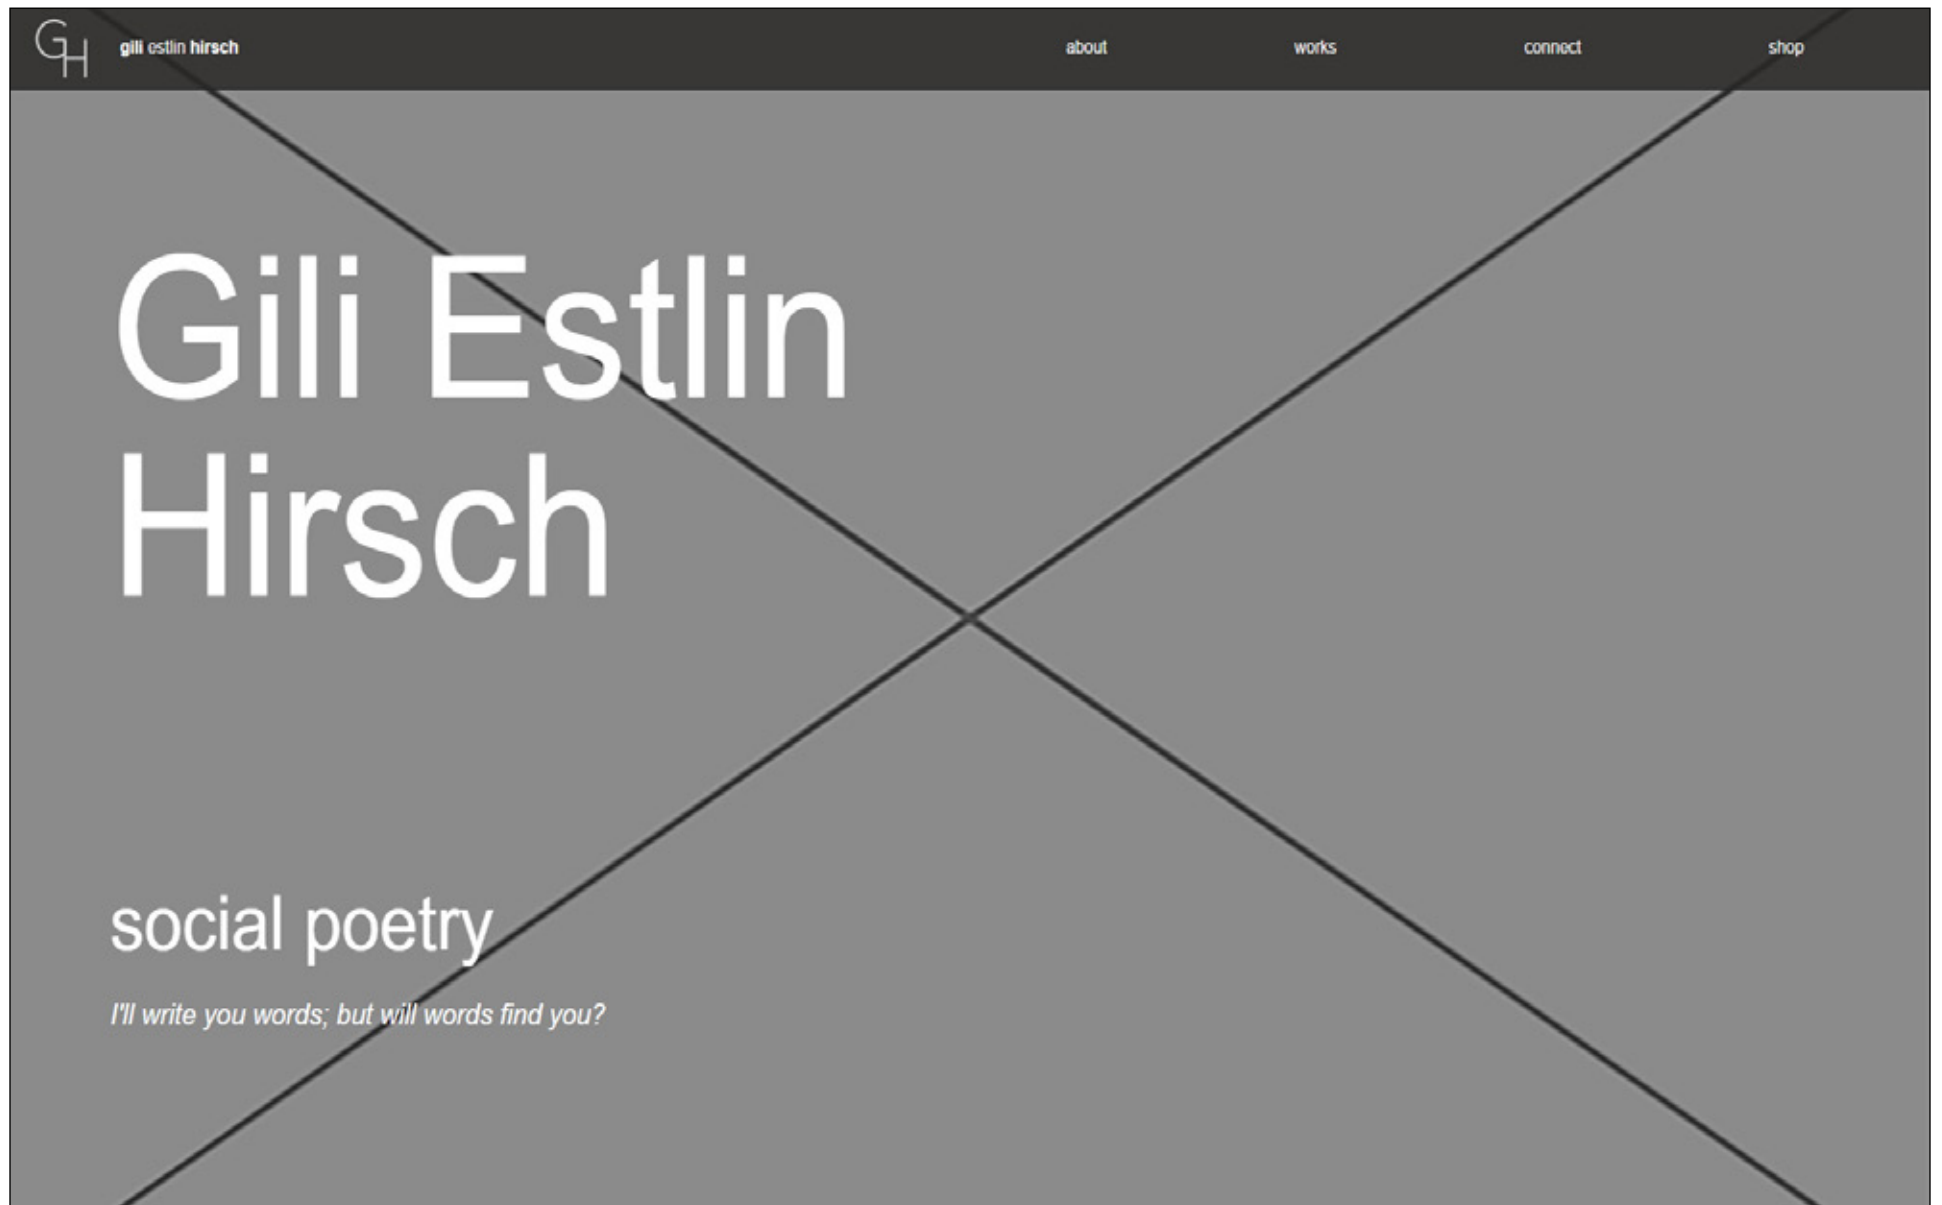 GH
gili estlin hirsch
about
works
connect
shop
Gili Estlin
Hirsch
social poetry
I'll write you words; but will words find you?